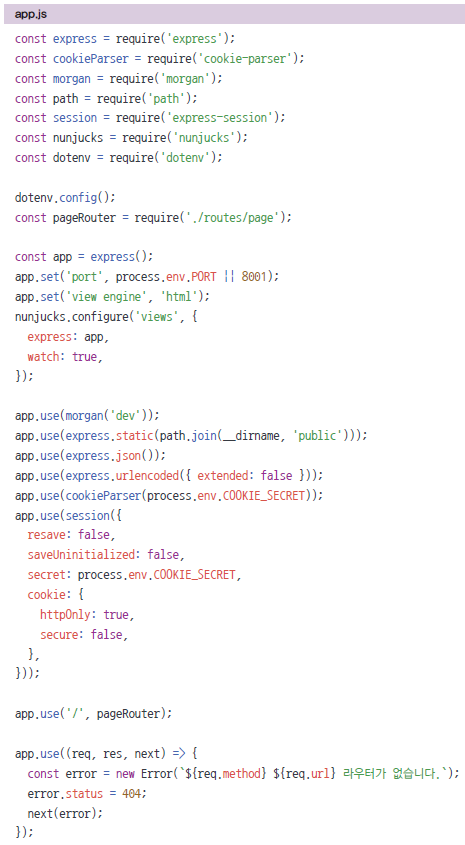 app.js
const express = require('express');
const cookieParser = require('cookie-parser');
const morgan = require('morgan');
const path = require('path');
const session = require('express-session');
const nunjucks = require('nunjucks');
const dotenv = require('dotenv');

dotenv.config();
const pageRouter = require('./routes/page');

const app = express();
app.set('port', process.env.PORT || 8001);
app.set('view engine', 'html');
nunjucks.configure('views', {
  express: app,
  watch: true,
});

app.use(morgan('dev'));
app.use(express.static(path.join(__dirname, 'public')));
app.use(express.json());
app.use(express.urlencoded({ extended: false }));
app.use(cookieParser(process.env.COOKIE_SECRET));
app.use(session({
  resave: false,
  saveUninitialized: false,
  secret: process.env.COOKIE_SECRET,
  cookie: {
    httpOnly: true,
    secure: false,
  },
}));

app.use('/', pageRouter);

app.use((req, res, next) => {
  const error = new Error(`${req.method} ${req.url} 라우터가 없습니다.`);
  error.status = 404;
  next(error);
});